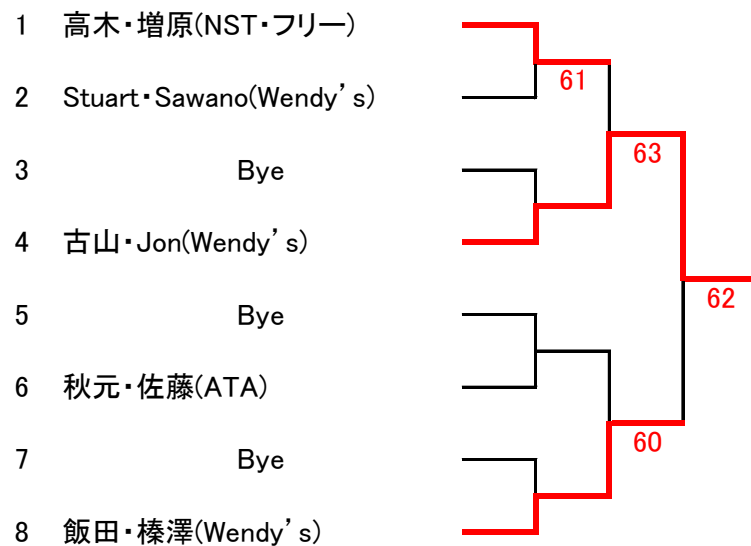 1 高木・増原(NST・フリー)
61
2 Stuart・Sawano(Wendy's)
3 Bye
63
4 古山・Jon(Wendy's)
62
5 Bye
6 秋元・佐藤(ATA)
7 Bye
60
8 飯田・榛澤(Wendy's)